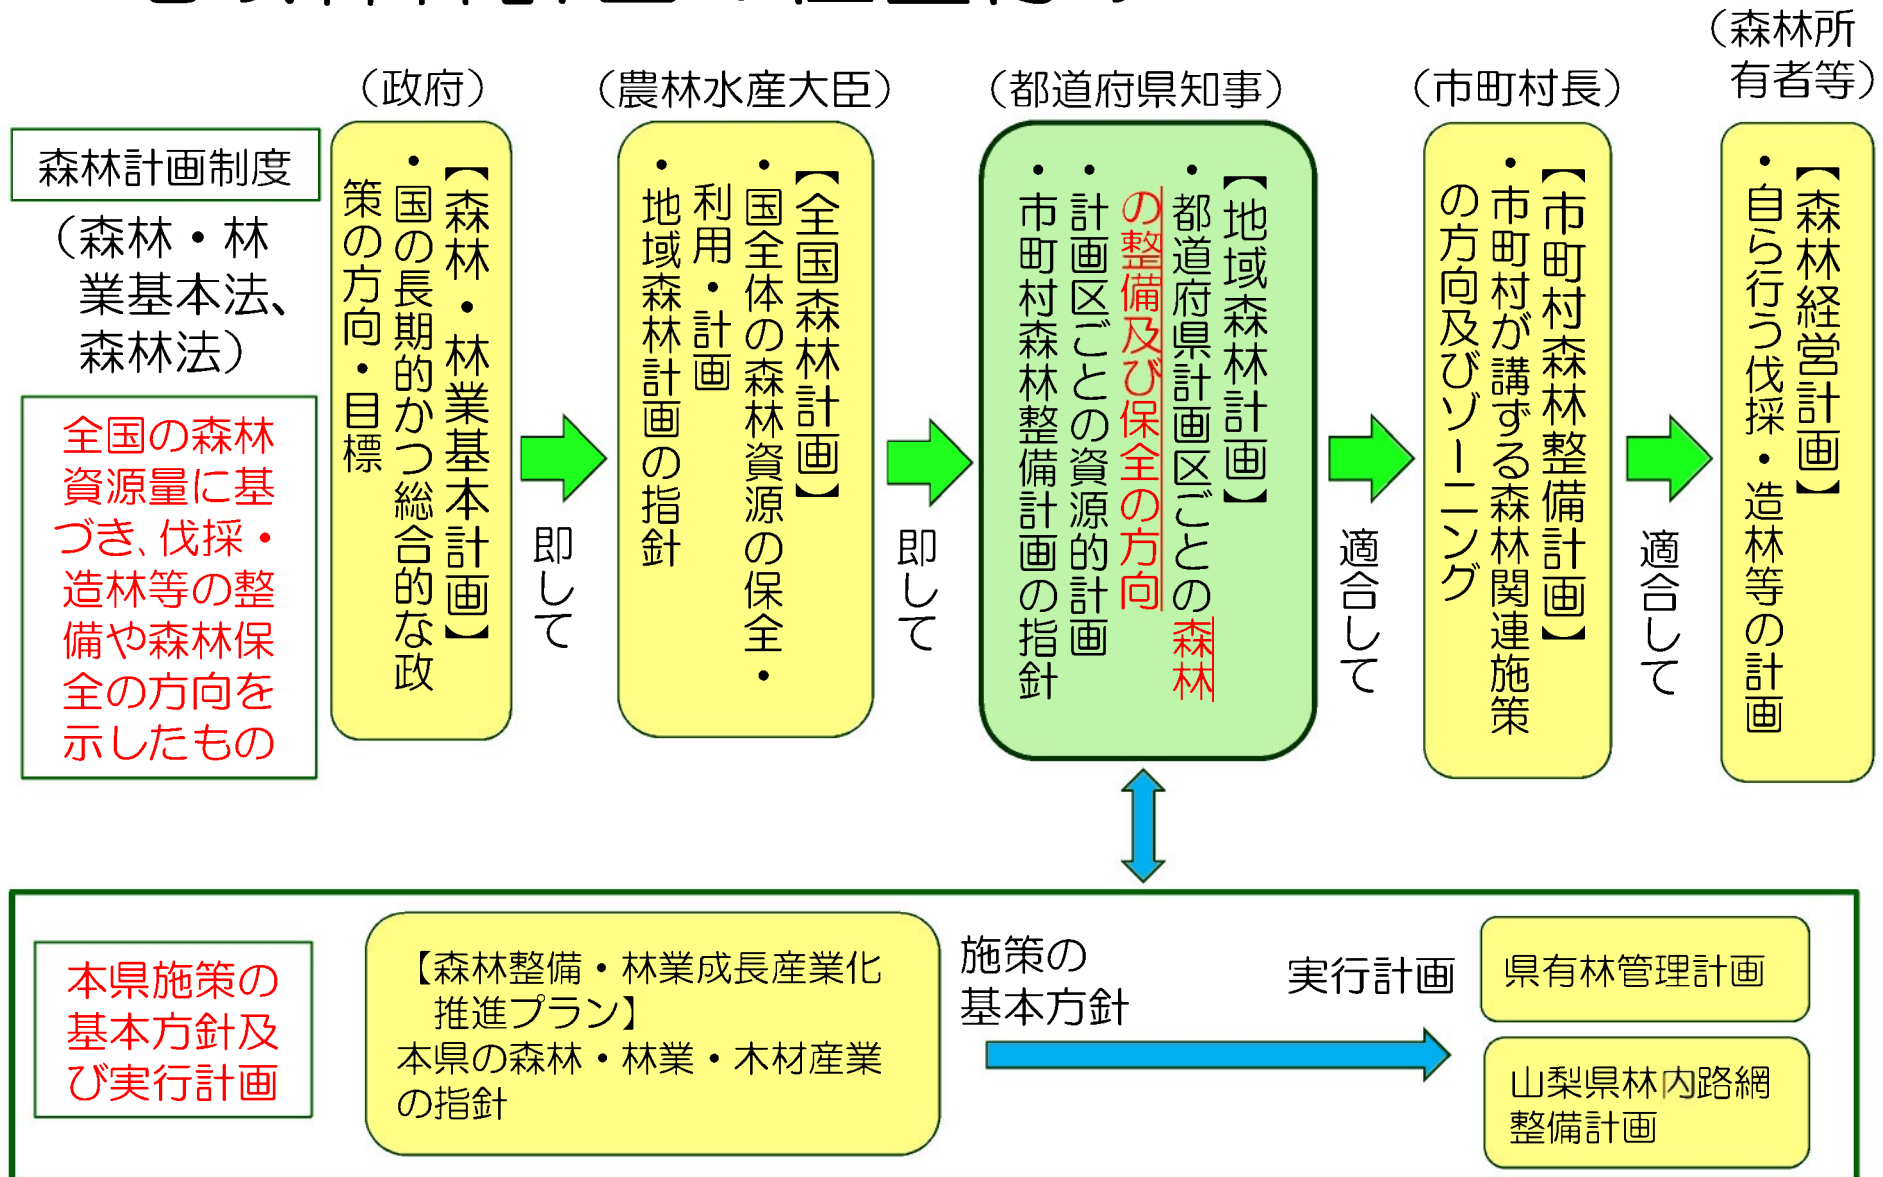 森林計画制度
（森林・林
業基本法、
森林法）
全国の森林
資源量に基
づき、伐採・
造林等の整
備や森林保
全の方向を
示したもの
（政府）
【森林・林業基本計画】
・国の長期的かつ総合的な政
策の方向・目標
即して
（農林水産大臣）
【全国森林計画】
・国全体の森林資源の保全・
利用・計画
・地域森林計画の指針
即して
（都道府県知事）
【地域森林計画】
・都道府県計画区ごとの森林
の整備及び保全の方向
・計画区ごとの資源的計画
・市町村森林整備計画の指針
適合して
（市町村長）
【市町村森林整備計画】
・市町村が講ずる森林関連施策
の方向及びゾーニング
適合して
（森林所
有者等）
【森林経営計画】
・自ら行う伐採・造林等の計画
本県施策の
基本方針及
び実行計画
【森林整備・林業成長産業化
推進プラン】
本県の森林・林業・木材産業
の指針
施策の
基本方針
実行計画
県有林管理計画
山梨県林内路網
整備計画